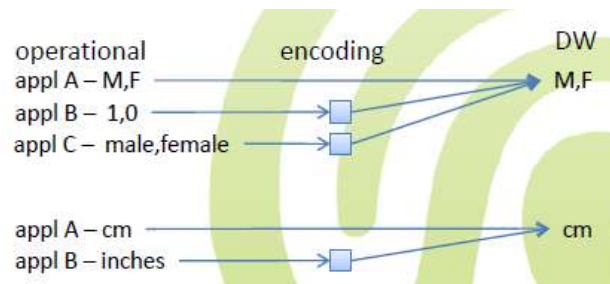 operational encoding DW
appl A – M,F M,F
appl B – 1,0
appl C – male,female
appl A – cm cm
appl B – inches